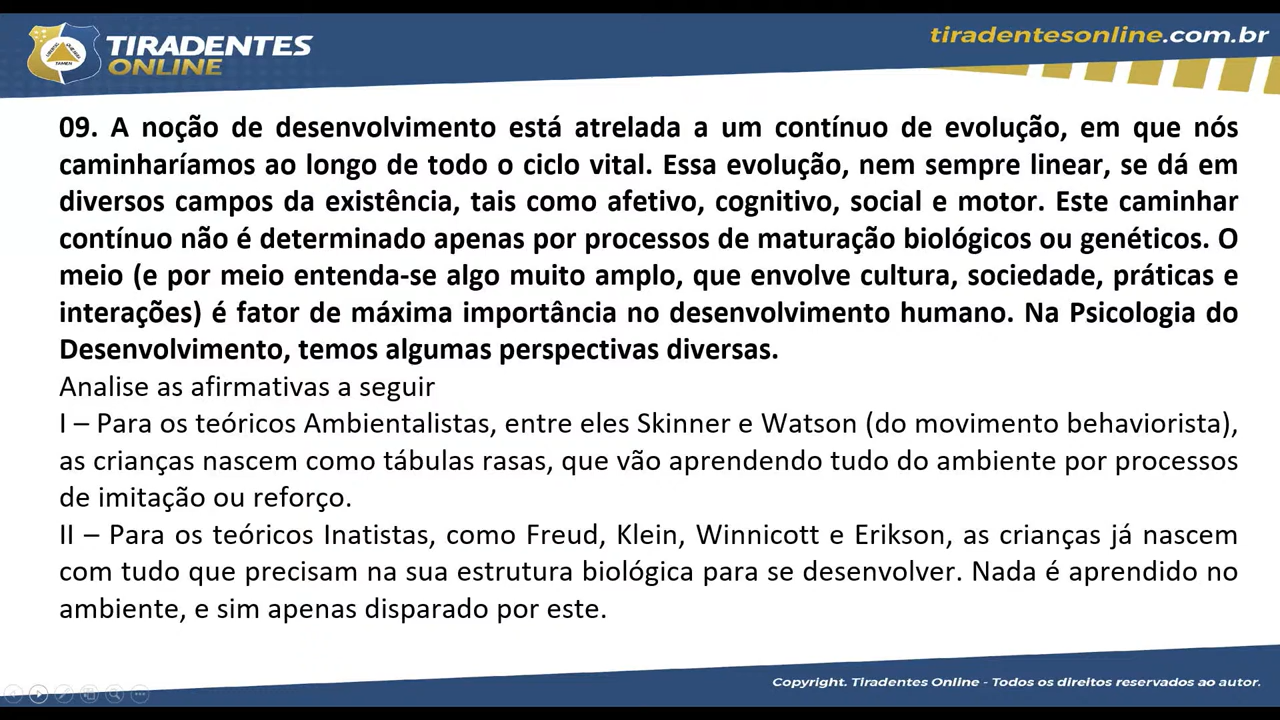 TIRADENTES
ONLINE
tiradentesonline.com.br
09. A noção de desenvolvimento está atrelada a um contínuo de evolução, em que nós
caminharíamos ao longo de todo o ciclo vital. Essa evolução, nem sempre linear, se dá em
diversos campos da existência, tais como afetivo, cognitivo, social e motor. Este caminhar
contínuo não é determinado apenas por processos de maturação biológicos ou genéticos. O
meio (e por meio entenda-se algo muito amplo, que envolve cultura, sociedade, práticas e
interações) é fator de máxima importância no desenvolvimento humano. Na Psicologia do
Desenvolvimento, temos algumas perspectivas diversas.
Analise as afirmativas a seguir
I – Para os teóricos Ambientalistas, entre eles Skinner e Watson (do movimento behaviorista),
as crianças nascem como tábulas rasas, que vão aprendendo tudo do ambiente por processos
de imitação ou reforço.
II – Para os teóricos Inatistas, como Freud, Klein, Winnicott e Erikson, as crianças já nascem
com tudo que precisam na sua estrutura biológica para se desenvolver. Nada é aprendido no
ambiente, e sim apenas disparado por este.
Copyright. Tiradentes Online - Todos os direitos reservados ao autor.